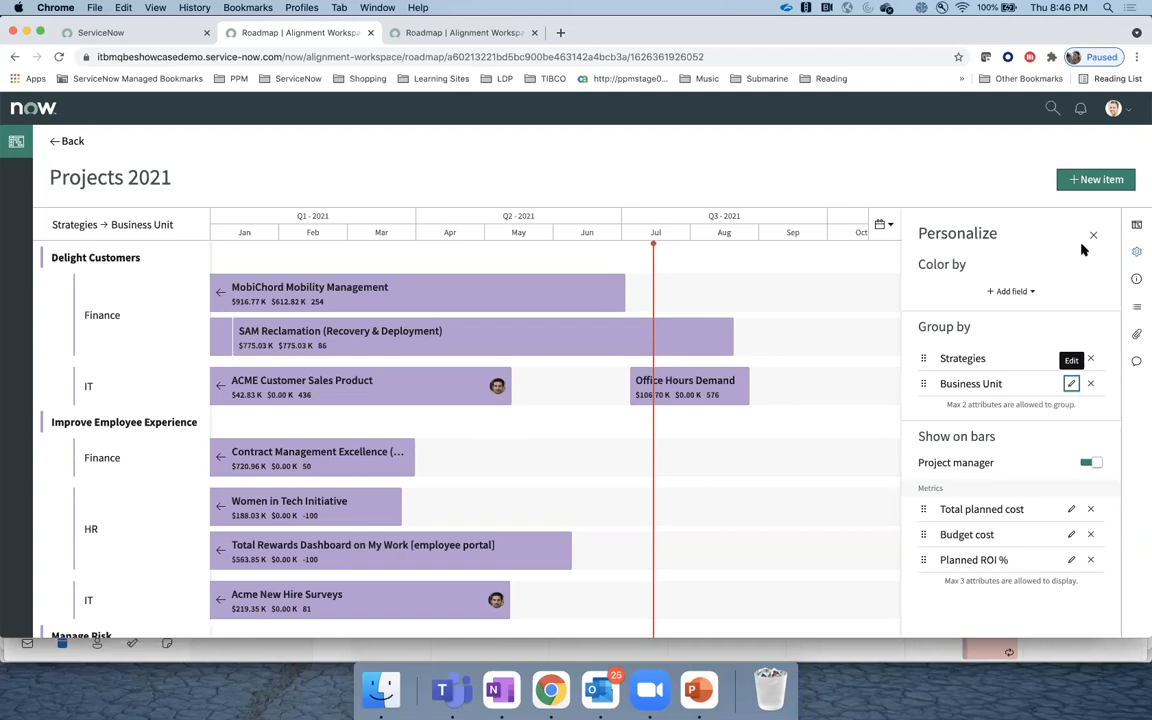 Chrome File Edit View History Bookmarks Profiles Tab Window Help 100% Thu 8:46 PM
ServiceNow Roadmap | Alignment Worksp Roadmap | Alignment Worksp
itbmqbeshowcasedemo.service-now.com/now/alignment-workspace/roadmap/a60213221bd5bc900be463142a2bcb3a/1626361926052 Paused
Apps ServiceNow Managed Bookmarks PPM ServiceNow Shopping Learning Sites LDP TIBCO http://ppmstage0... Music Submarine Reading » Other Bookmarks Reading List
now.
← Back
Projects 2021
+ New item
Strategies → Business Unit
Q1 - 2021 Q2 - 2021 Q3 - 2021
Jan Feb Mar Apr May Jun Jul Aug Sep Oct
Delight Customers
Finance
MobiChord Mobility Management
$916.77 K $612.82 K 254
SAM Reclamation (Recovery & Deployment)
$775.03 K $775.03 K 86
IT
ACME Customer Sales Product
$42.83 K $0.00 K 436
Office Hours Demand
$106.70 K $0.00 K 576
Improve Employee Experience
Finance
Contract Management Excellence (...
$720.96 K $0.00 K 50
HR
Women in Tech Initiative
$188.03 K $0.00 K -100
Total Rewards Dashboard on My Work [employee portal]
$563.85 K $0.00 K -100
IT
Acme New Hire Surveys
$219.35 K $0.00 K 81
Manage Risk
Personalize
Color by
+ Add field
Group by
Strategies
Edit
Business Unit
Max 2 attributes are allowed to group.
Show on bars
Project manager
Metrics
Total planned cost
Budget cost
Planned ROI %
Max 3 attributes are allowed to display.
25